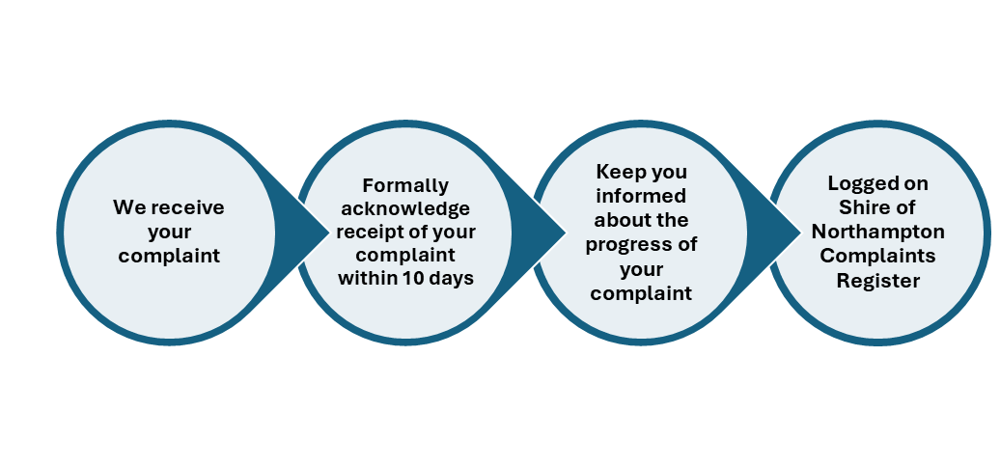 We receive
your
complaint
Formally
acknowledge
receipt of your
complaint
within 10 days
Keep you
informed
about the
progress of
your
complaint
Logged on
Shire of
Northampton
Complaints
Register